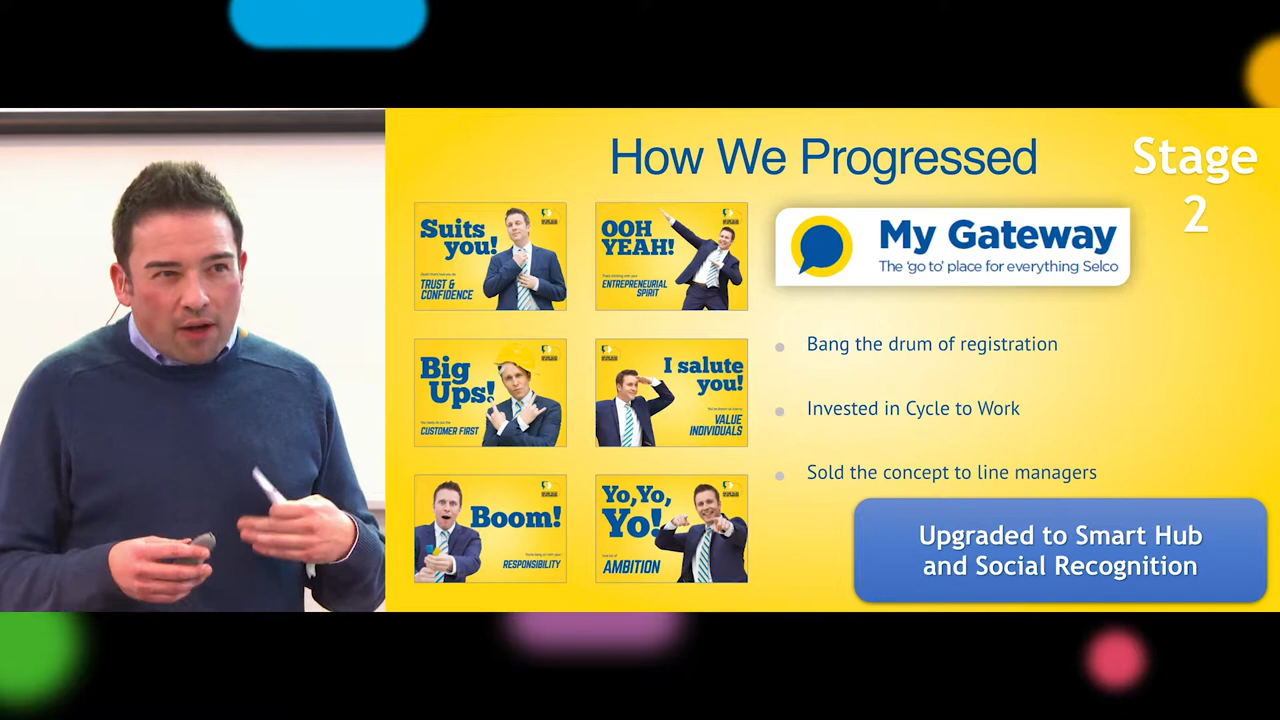 How We Progressed
Stage
2
Suits
you!
TRUST &
CONFIDENCE
OOH
YEAH!
ENTREPRENEURIAL
SPIRIT
My Gateway
The 'go to' place for everything Selco
Big
Ups!
CUSTOMER FIRST
I salute
you!
VALUE
INDIVIDUALS
Bang the drum of registration
Invested in Cycle to Work
Sold the concept to line managers
Boom!
RESPONSIBILITY
Yo,Yo,
Yo!
AMBITION
Upgraded to Smart Hub
and Social Recognition